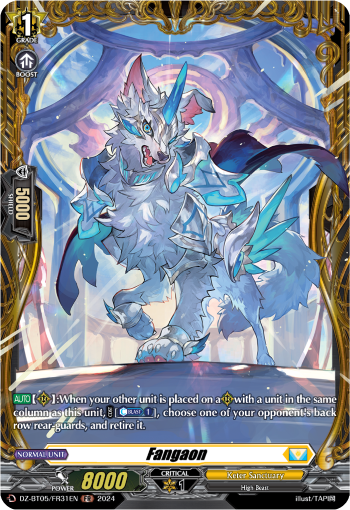 1
GRADE
BOOST
5000
SHIELD
AUTO [R]:When your other unit is placed on a R with a unit in the same
column as this unit, COST [BLAST 1], choose one of your opponent's back
row rear-guards, and retire it.
NORMAL UNIT
Fangaon
POWER 8000
CRITICAL
1
Keter Sanctuary
High Beast
D DZ-BT05/FR31EN FR 2024
illust/TAPI岡